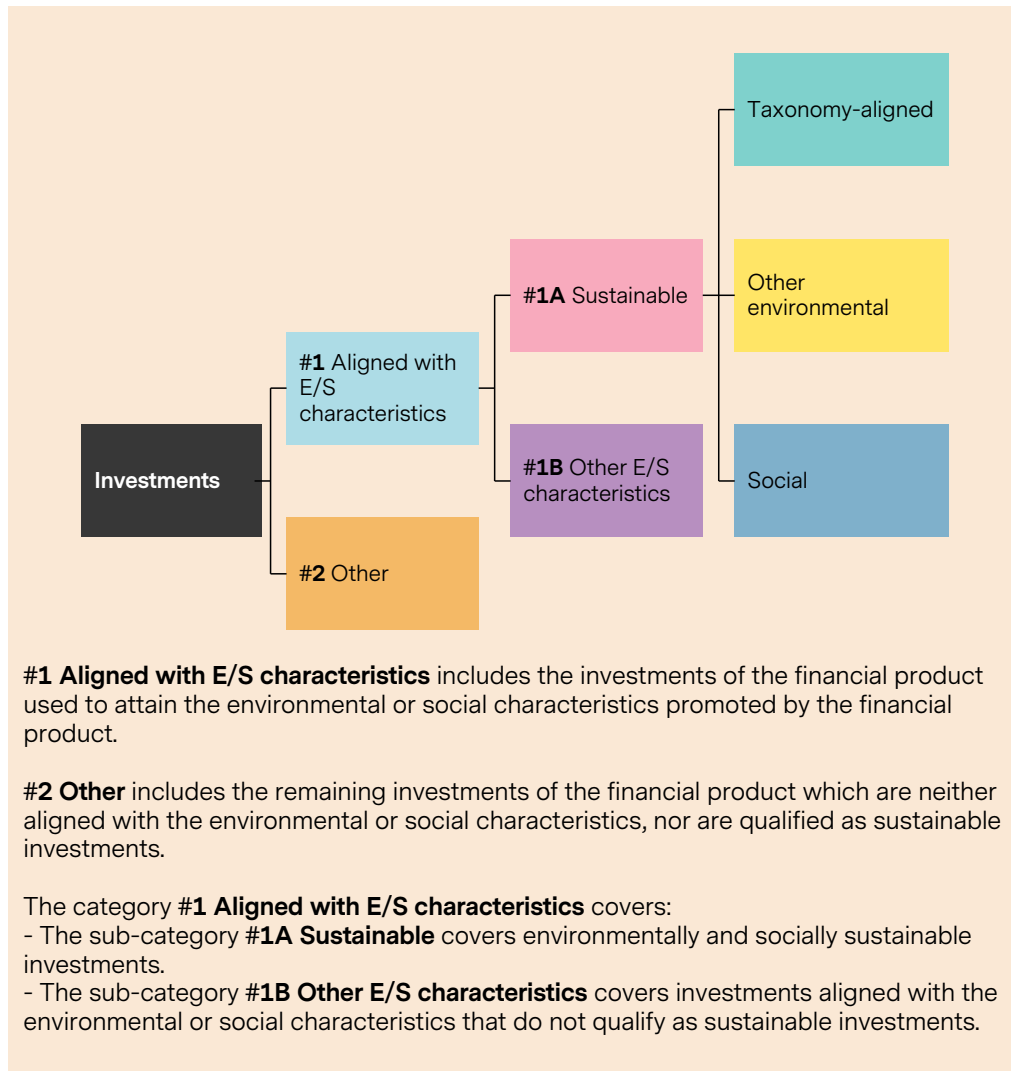 Taxonomy-aligned
#1A Sustainable
Other
environmental
#1 Aligned with
E/S
characteristics
#1B Other E/S
characteristics
Investments
Social
#2 Other
#1 Aligned with E/S characteristics includes the investments of the financial product
used to attain the environmental or social characteristics promoted by the financial
product.
#2 Other includes the remaining investments of the financial product which are neither
aligned with the environmental or social characteristics, nor are qualified as sustainable
investments.
The category #1 Aligned with E/S characteristics covers:
- The sub-category #1A Sustainable covers environmentally and socially sustainable
investments.
- The sub-category #1B Other E/S characteristics covers investments aligned with the
environmental or social characteristics that do not qualify as sustainable investments.